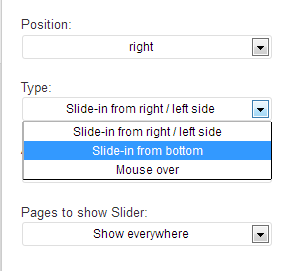 Position:
right
Type:
Slide-in from right / left side
Slide-in from right / left side
Slide-in from bottom
Mouse over
Pages to show Slider:
Show everywhere